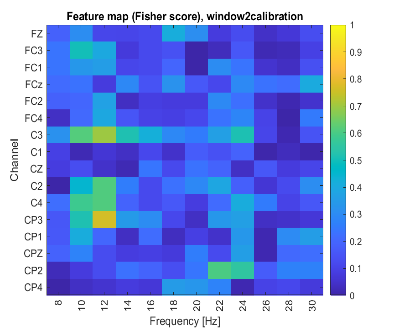 Feature map (Fisher score), window2calibration
Channel
FZ
FC3
FC1
FCz
FC2
FC4
C3
C1
CZ
C2
C4
CP3
CP1
CPZ
CP2
CP4
8 10 12 14 16 18 20 22 24 26 28 30
Frequency [Hz]
1
0.9
0.8
0.7
0.6
0.5
0.4
0.3
0.2
0.1
0